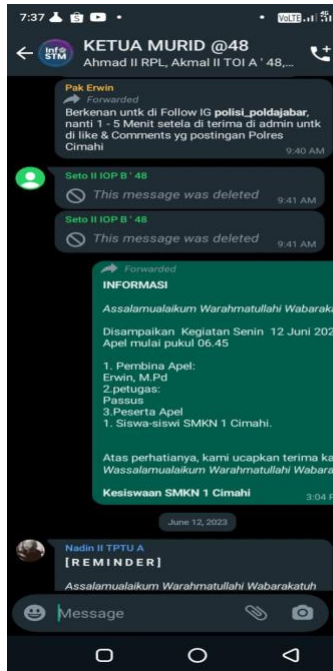 7:37
VoLTE 4G
Info STM
KETUA MURID @48
Ahmad II RPL, Akmal II TOI A ' 48,...
Pak Erwin
Forwarded
Berkenan untk di Follow IG polisi_poldajabar,
nanti 1 - 5 Menit setela di terima di admin untk
di like & Comments yg postingan Polres
Cimahi
9:40 AM
Seto II IOP B ' 48
This message was deleted
9:41 AM
Seto II IOP B ' 48
This message was deleted
9:41 AM
Forwarded
INFORMASI
Assalamualaikum Warahmatullahi Wabaraka
Disampaikan Kegiatan Senin 12 Juni 202
Apel mulai pukul 06.45
1. Pembina Apel:
Erwin, M.Pd
2.petugas:
Passus
3.Peserta Apel
1. Siswa-siswi SMKN 1 Cimahi.
Atas perhatianya, kami ucapkan terima ka
Wassalamualaikum Warahmatullahi Wabara
Kesiswaan SMKN 1 Cimahi
3:04 P
June 12, 2023
Nadin II TPTU A
[ R E M I N D E R ]
Assalamualaikum Warahmatullahi Wabarakatuh
Message